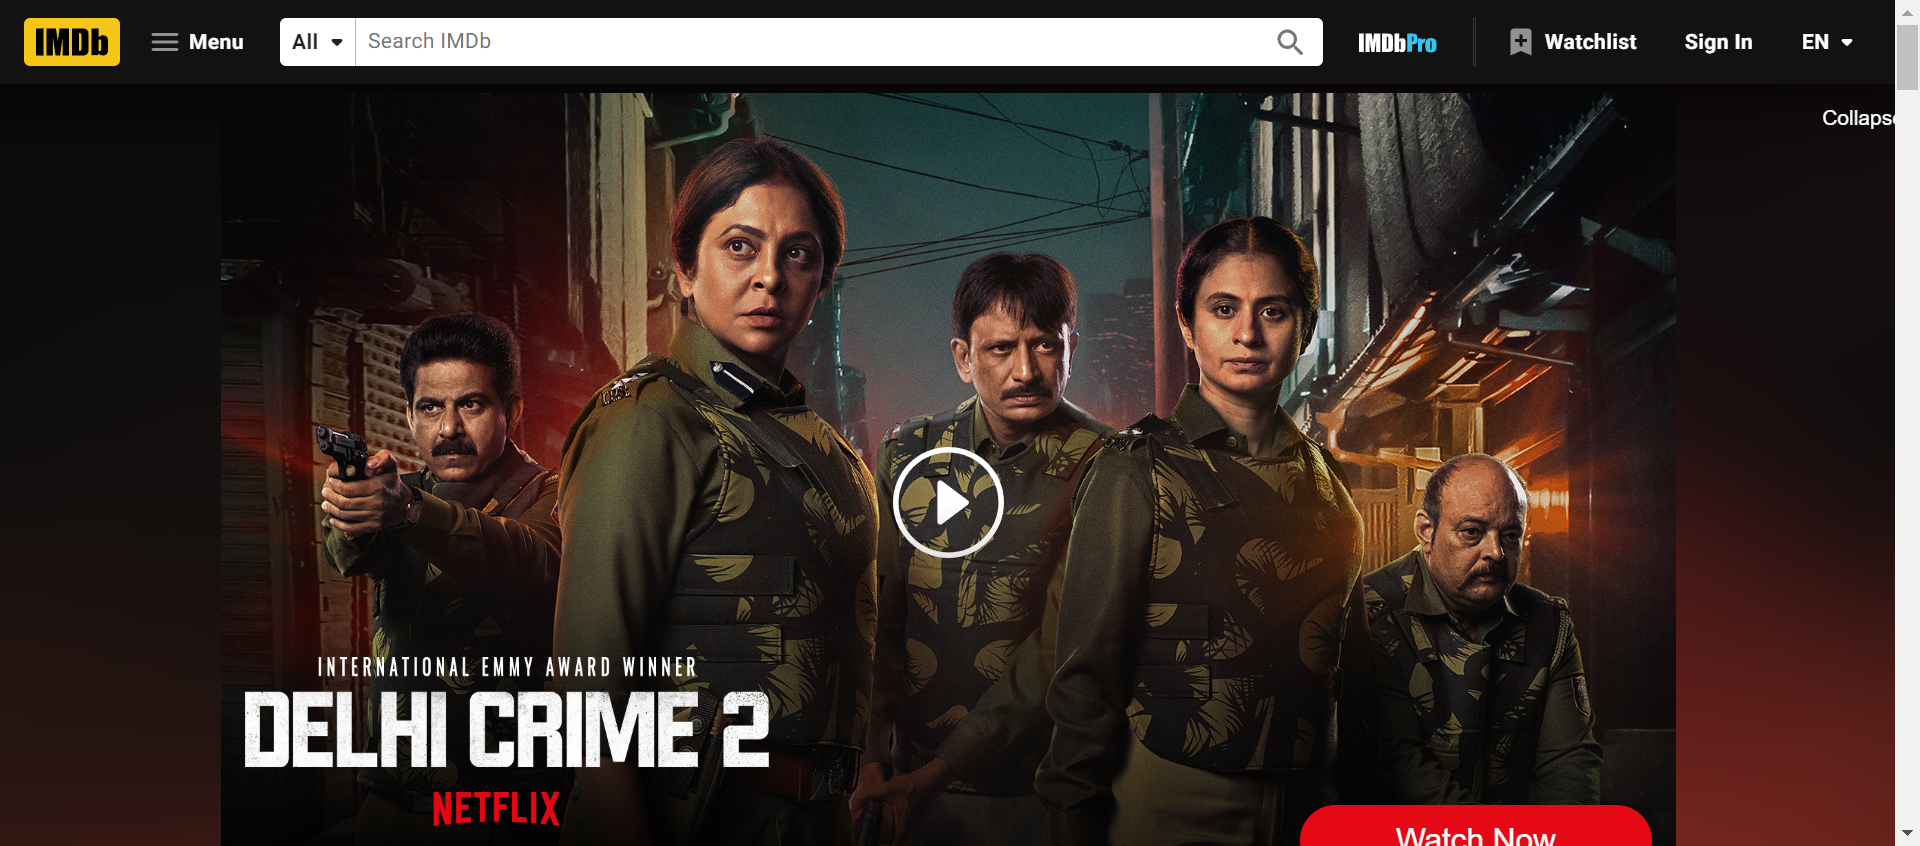 IMDb Menu All Search IMDb IMDbPro Watchlist Sign In EN
Collapse
INTERNATIONAL EMMY AWARD WINNER
DELHI CRIME 2
NETFLIX
Watch Now